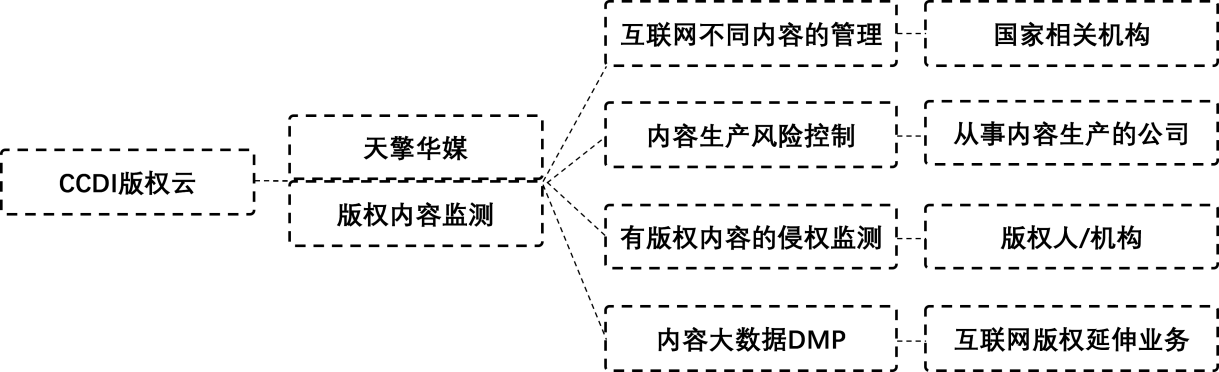 CCDI版权云
天擎华媒
版权内容监测
互联网不同内容的管理
国家相关机构
内容生产风险控制
从事内容生产的公司
有版权内容的侵权监测
版权人/机构
内容大数据DMP
互联网版权延伸业务